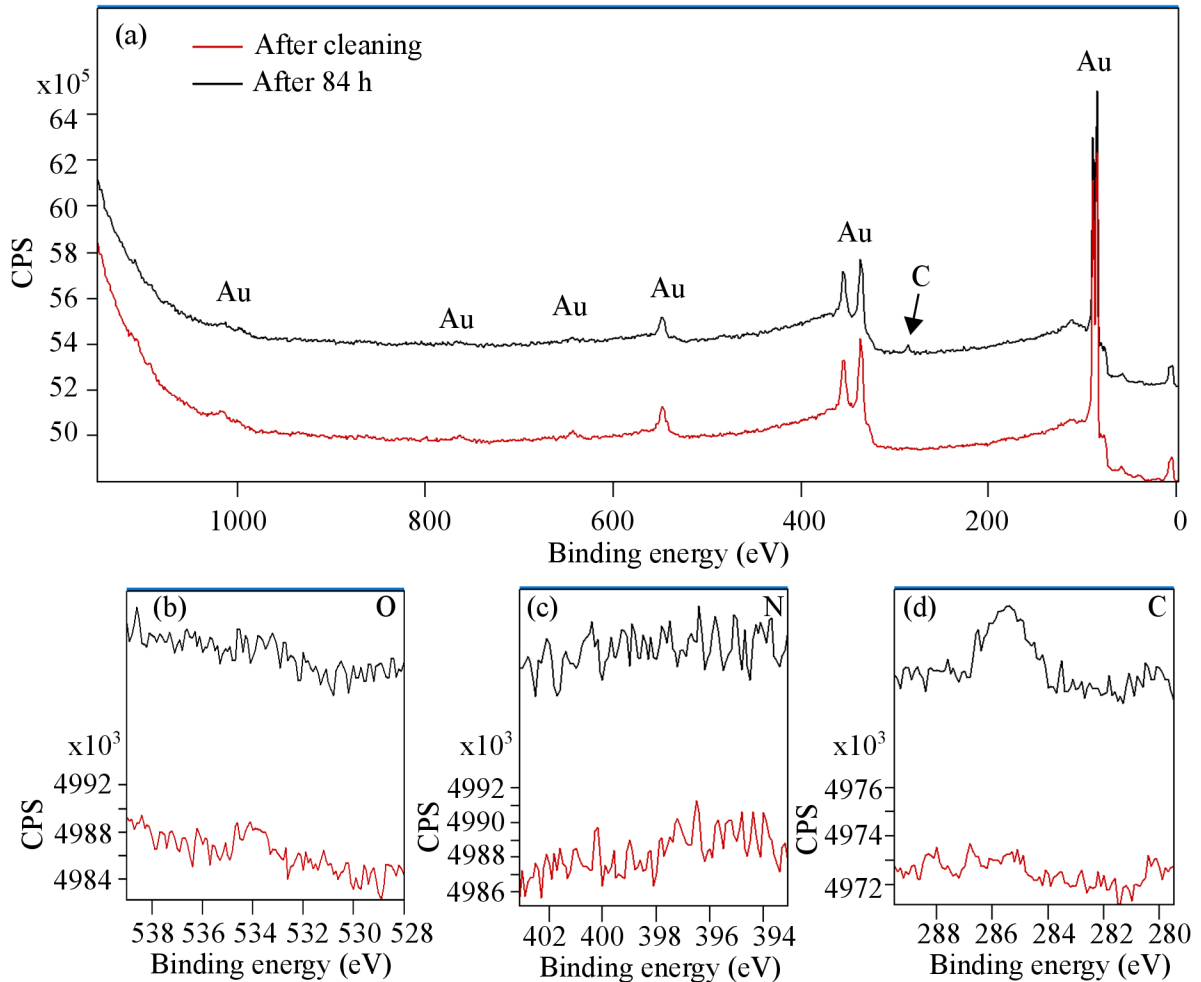 (a)
After cleaning
After 84 h
x10⁵
Au
64
62
60
58
56
54
52
50
CPS
Au
Au
Au
Au
Au
C
1000
800
600
400
200
0
Binding energy (eV)
(b)
O
x10³
4992
4988
4984
CPS
538
536
534
532
530
528
Binding energy (eV)
(c)
N
x10³
4992
4990
4988
4986
CPS
402
400
398
396
394
Binding energy (eV)
(d)
C
x10³
4976
4974
4972
CPS
288
286
284
282
280
Binding energy (eV)